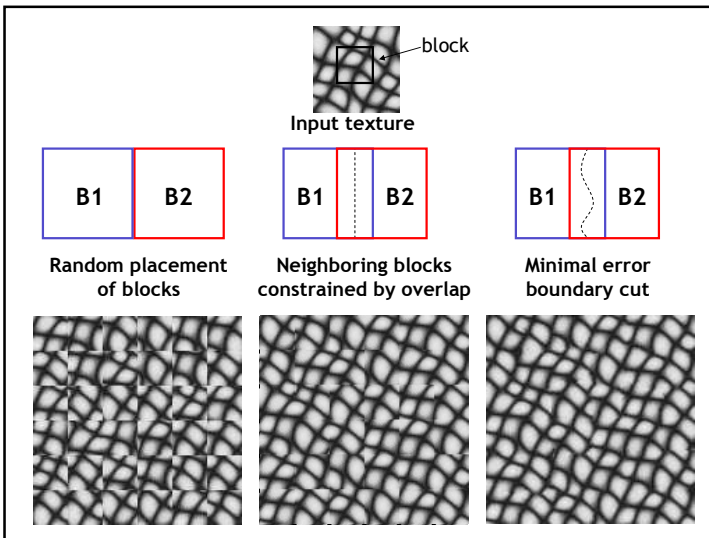 block
Input texture
B1
B2
B1
B2
B1
B2
Random placement
of blocks
Neighboring blocks
constrained by overlap
Minimal error
boundary cut